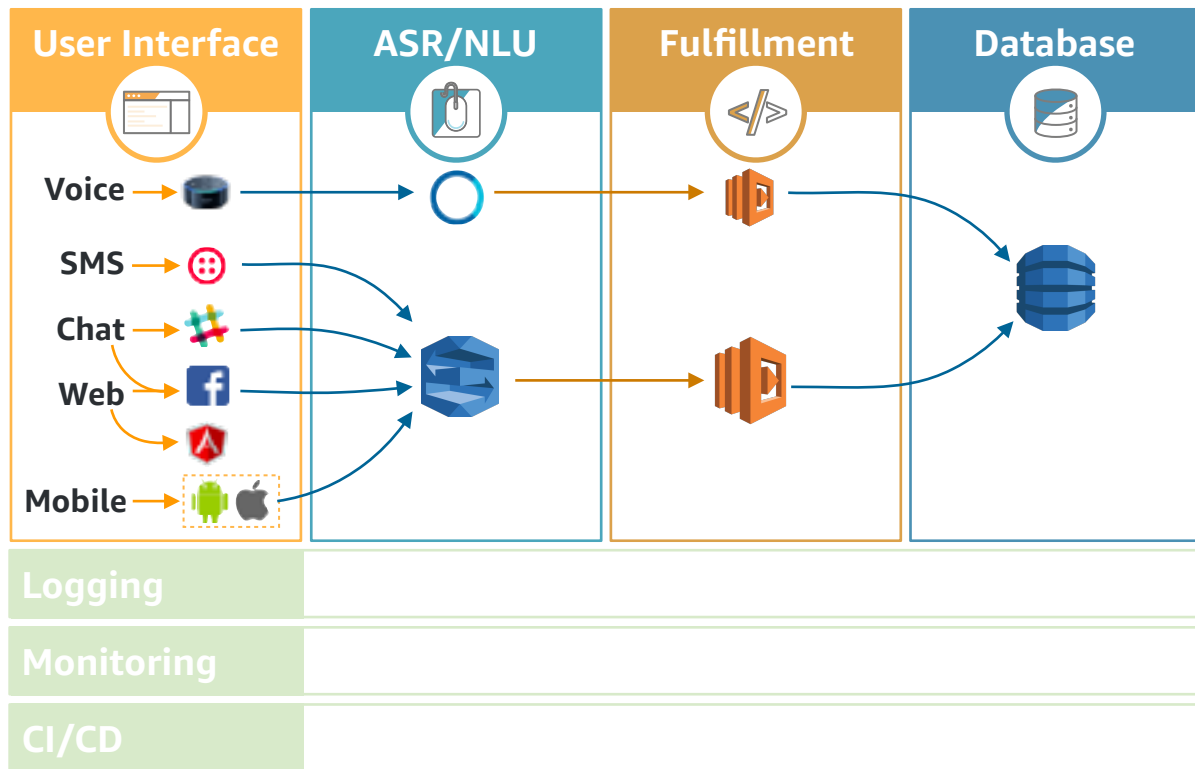 User Interface
ASR/NLU
Fulfillment
Database
Voice
SMS
Chat
Web
Mobile
Logging
Monitoring
CI/CD